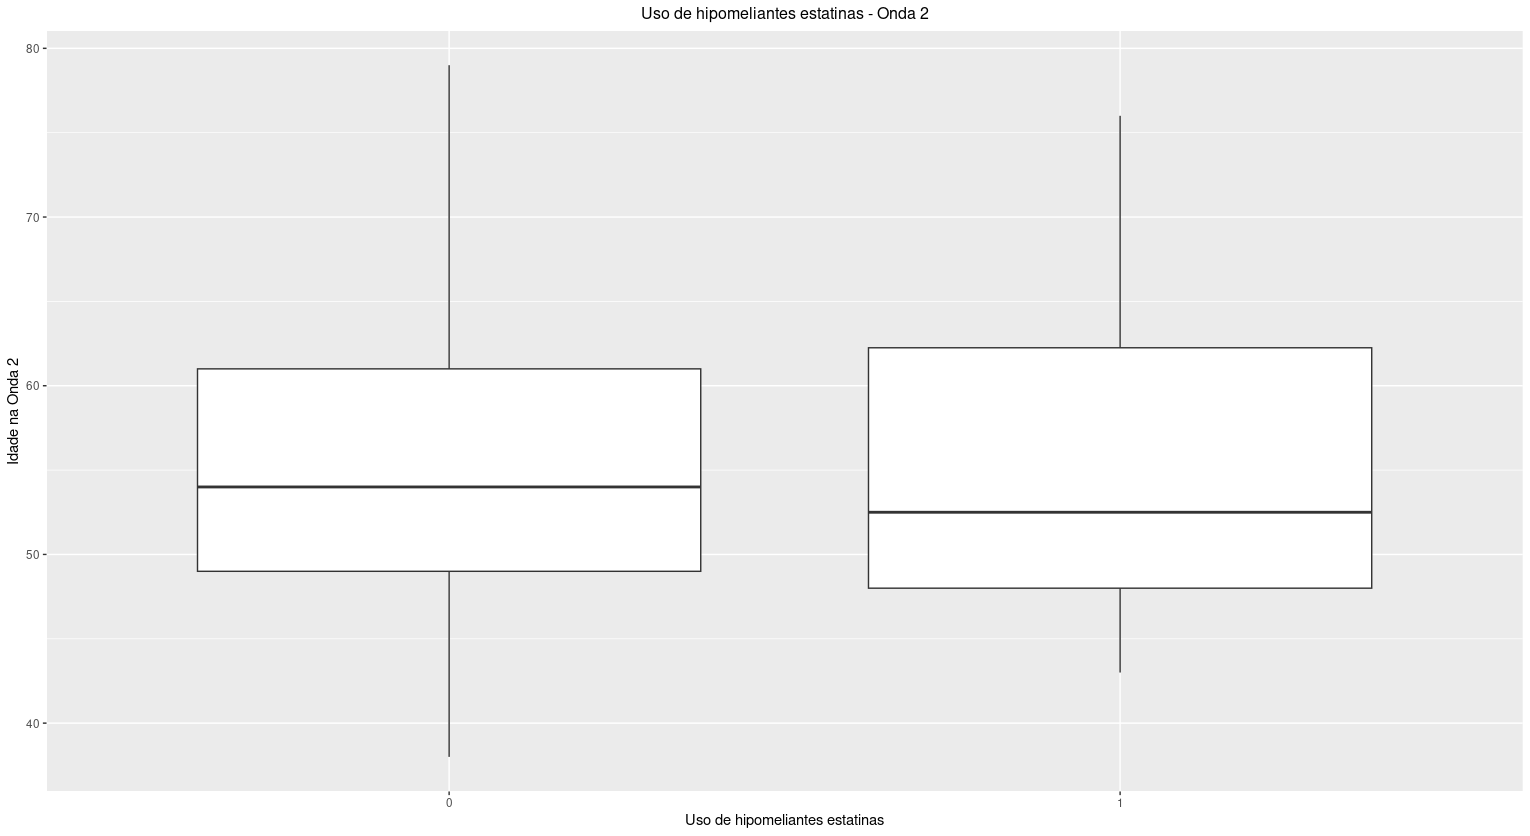 Uso de hipomeliantes estatinas - Onda 2
80
70
60
50
40
Idade na Onda 2
0
1
Uso de hipomeliantes estatinas